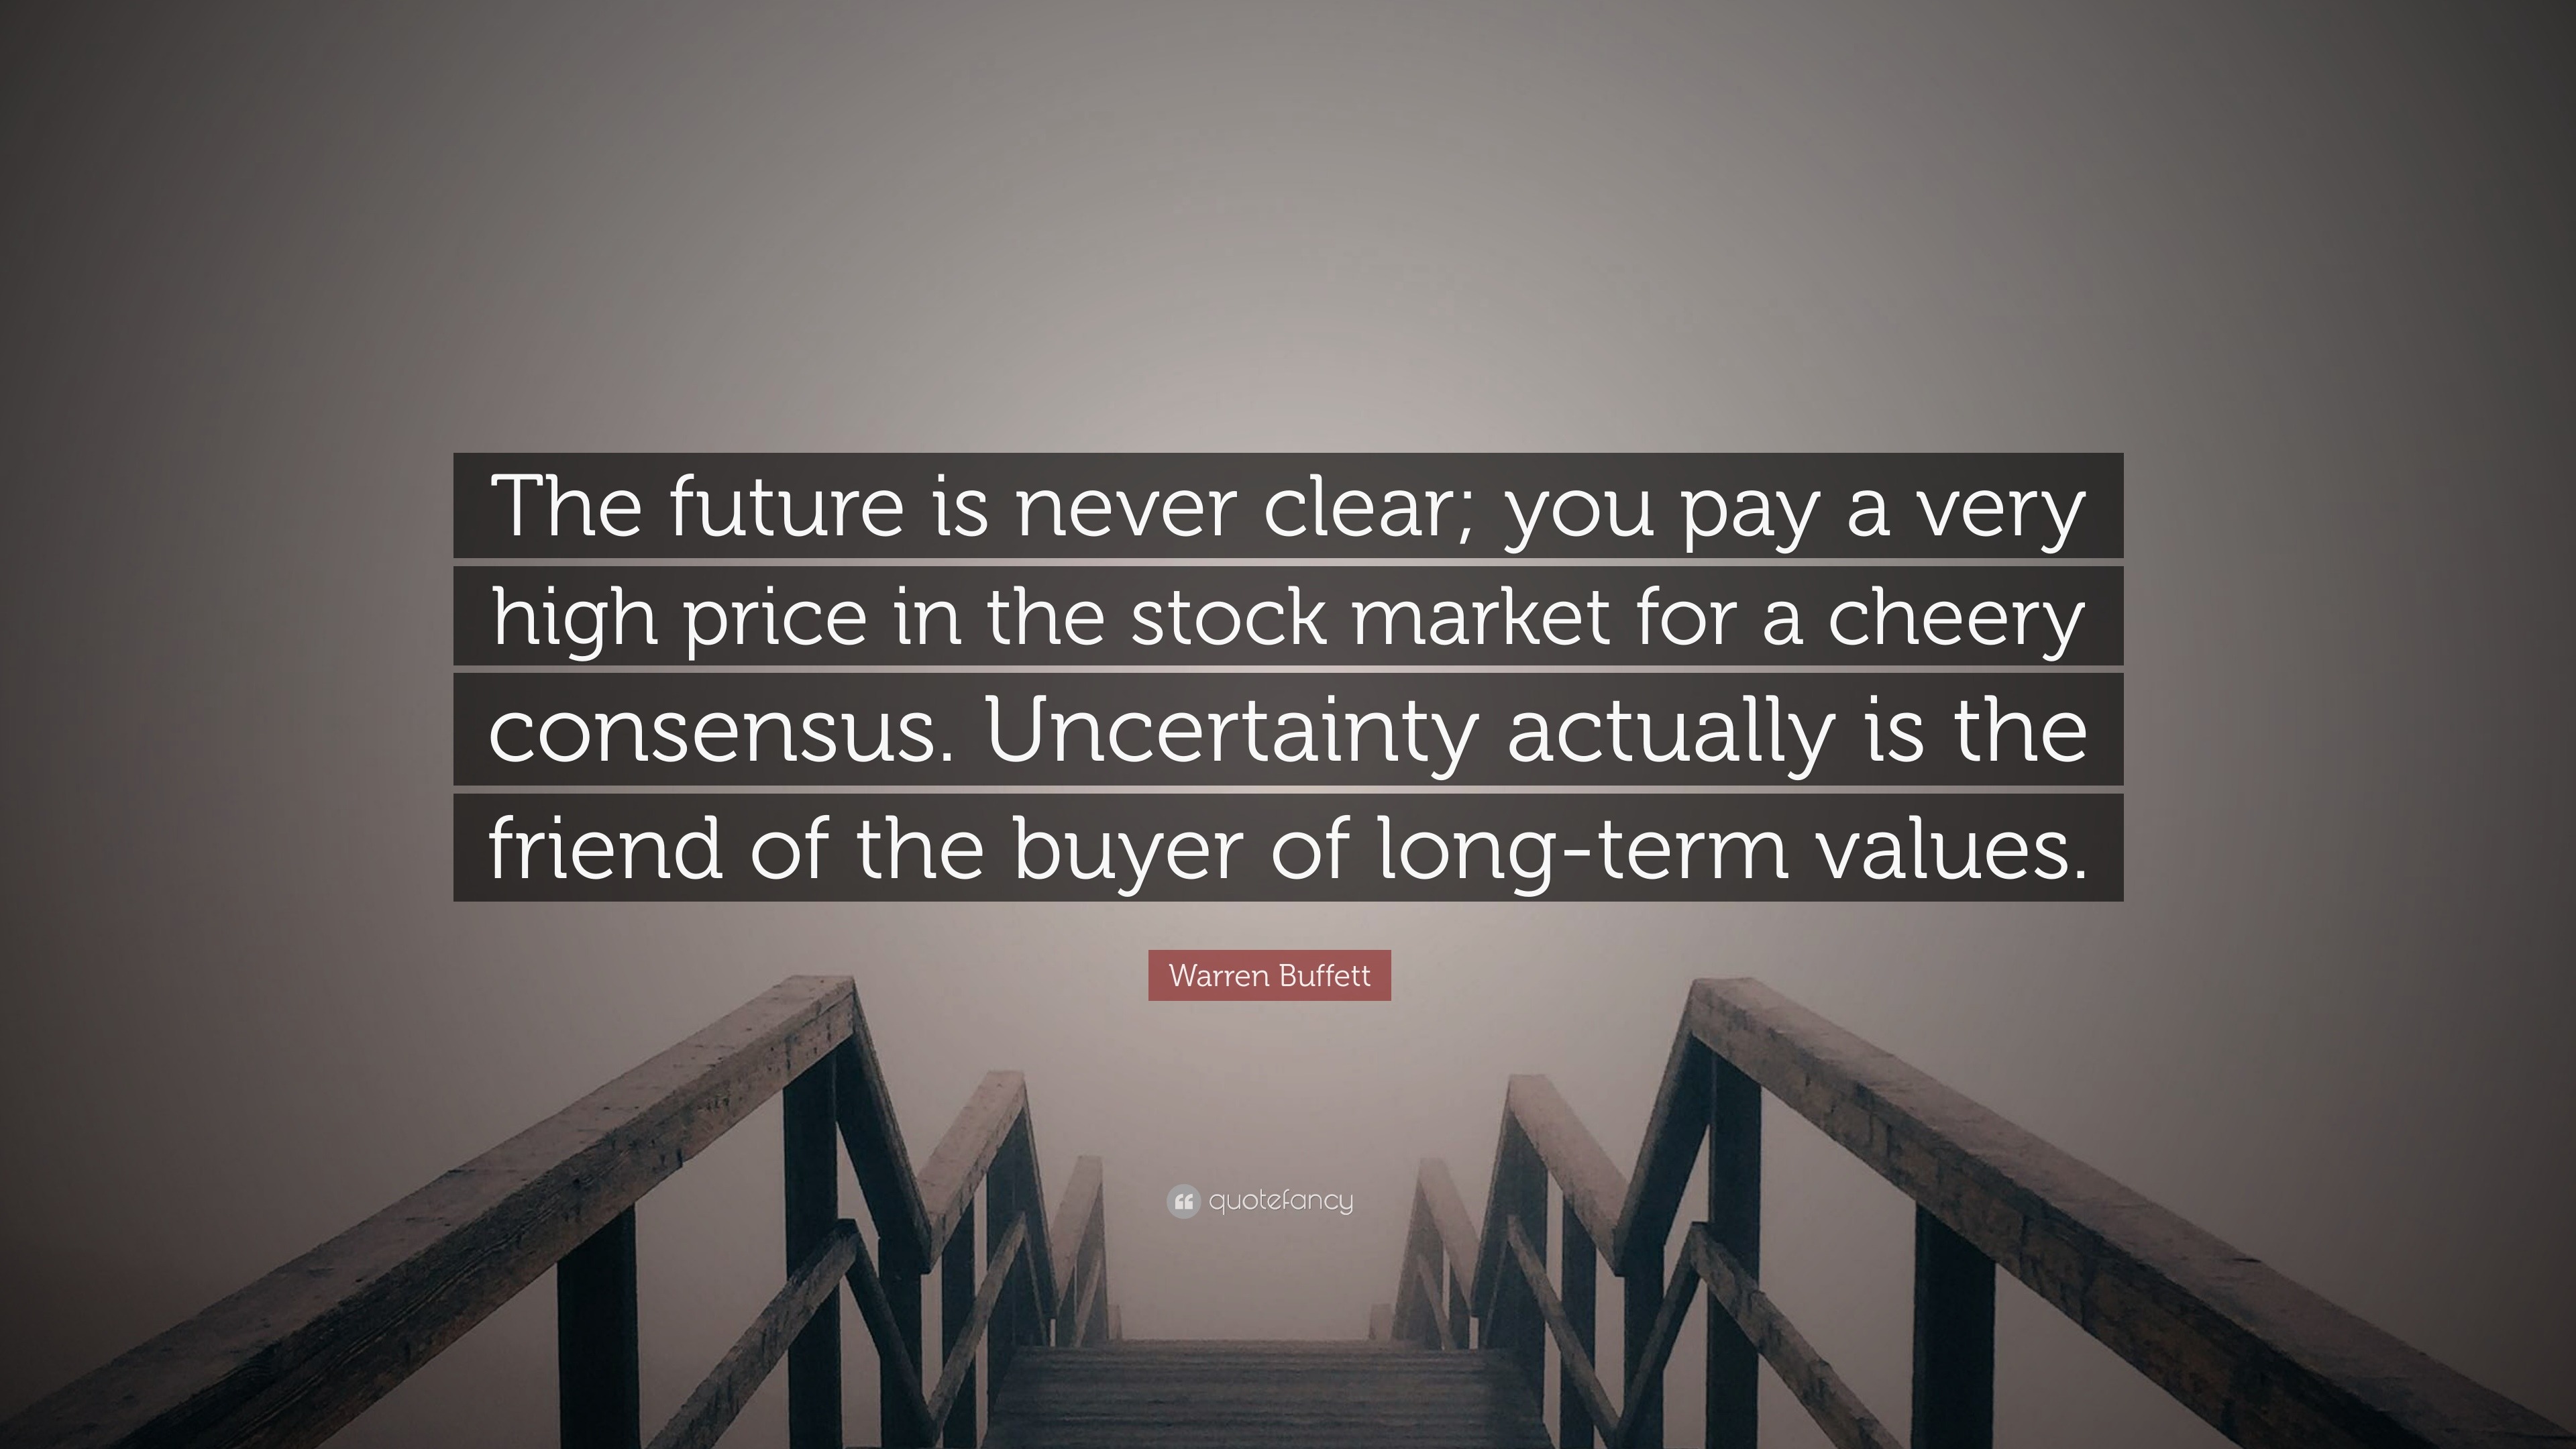 The future is never clear; you pay a very
high price in the stock market for a cheery
consensus. Uncertainty actually is the
friend of the buyer of long-term values.
Warren Buffett
quotefancy